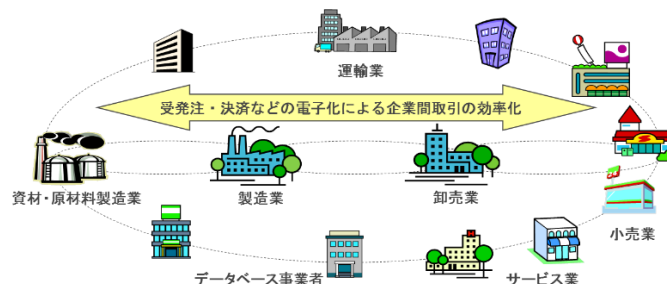 運輸業
受発注・決済などの電子化による企業間取引の効率化
資材・原材料製造業
製造業
卸売業
小売業
データベース事業者
サービス業